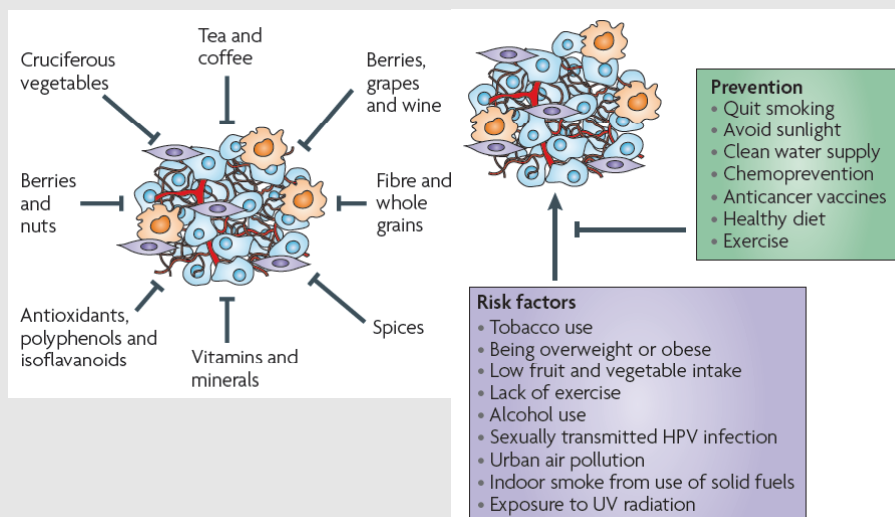 Tea and
coffee
Cruciferous
vegetables
Berries,
grapes
and wine
Berries
and
nuts
Fibre and
whole
grains
Antioxidants,
polyphenols and
isoflavanoids
Vitamins and
minerals
Spices
Prevention
• Quit smoking
• Avoid sunlight
• Clean water supply
• Chemoprevention
• Anticancer vaccines
• Healthy diet
• Exercise
Risk factors
• Tobacco use
• Being overweight or obese
• Low fruit and vegetable intake
• Lack of exercise
• Alcohol use
• Sexually transmitted HPV infection
• Urban air pollution
• Indoor smoke from use of solid fuels
• Exposure to UV radiation